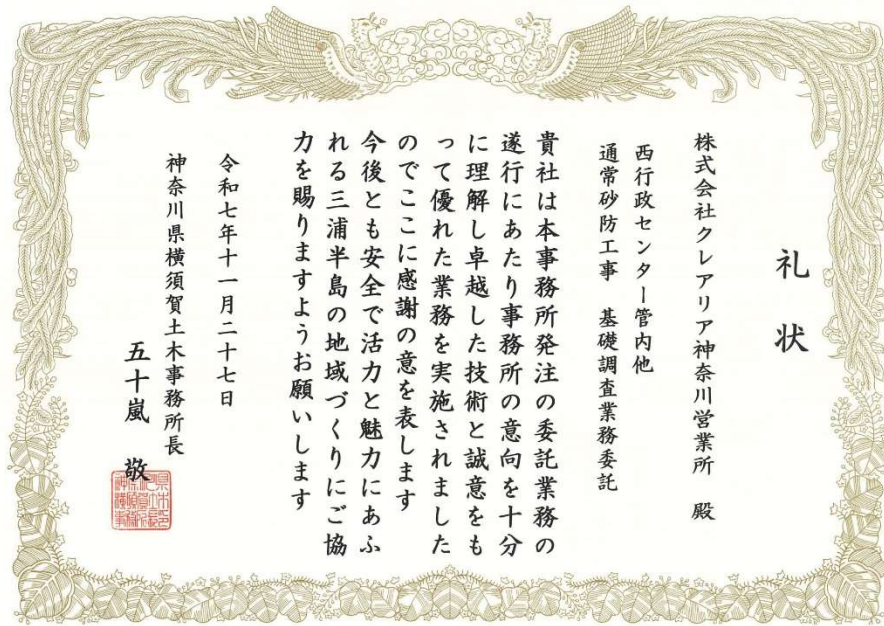 礼状
株式会社クレアリア神奈川営業所 殿
西行政センター管内他
通常砂防工事 基礎調査業務委託
貴社は本事務所発注の委託業務の
遂行にあたり事務所の意向を十分
に理解し卓越した技術と誠意をも
って優れた業務を実施されました
のでここに感謝の意を表します
今後とも安全で活力と魅力にあふ
れる三浦半島の地域づくりにご協
力を賜りますようお願いします
令和七年十一月二十七日
神奈川県横須賀土木事務所長
五十嵐 敬